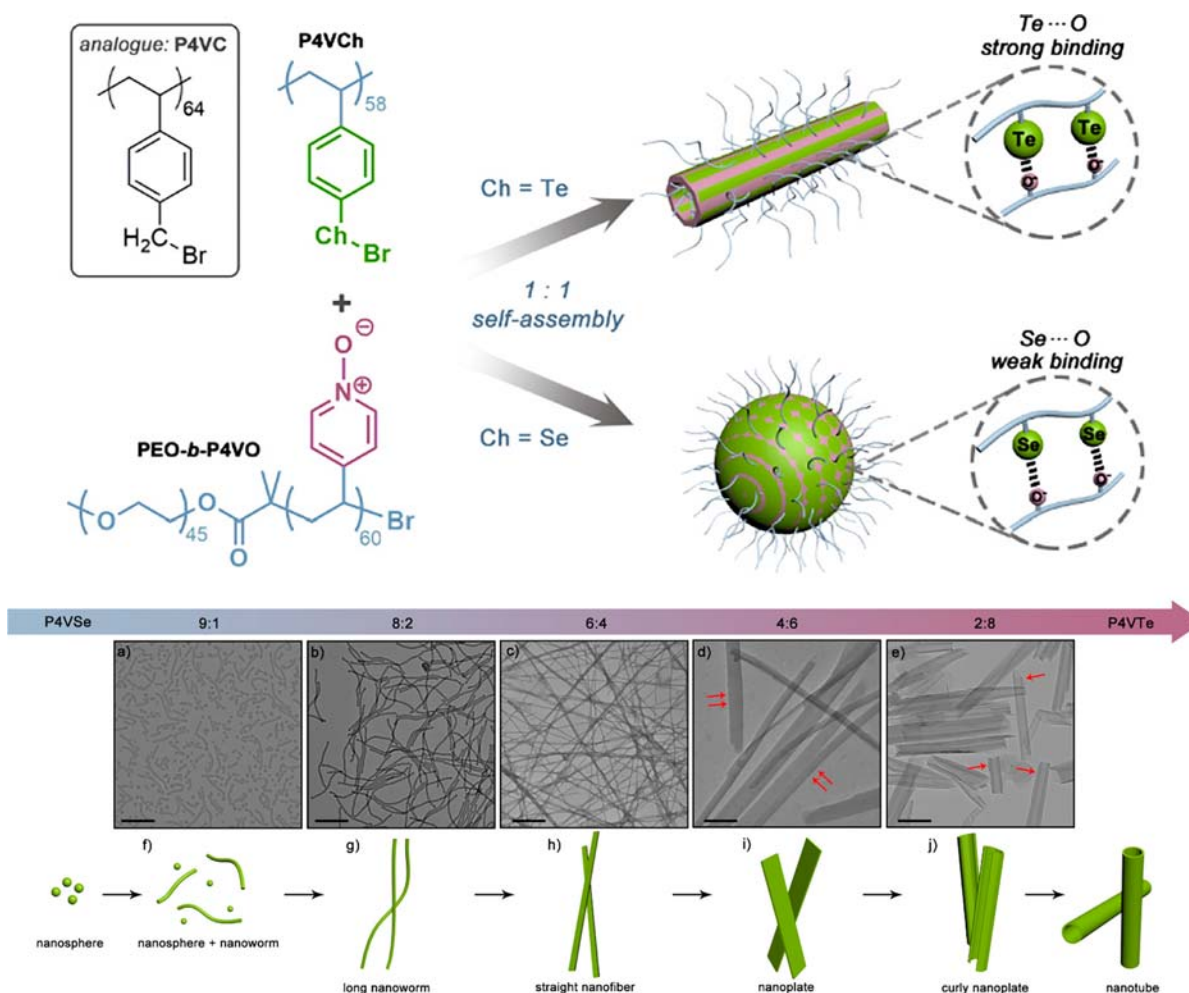 analogue: P4VC
64
H₂C
Br
P4VCh
58
Ch
Br
+
O ⊖
N ⊕
PEO-b-P4VO
O
45
O
O
60
Br
Ch = Te
1 : 1
self-assembly
Ch = Se
Te ··· O
strong binding
Te
Te
O⁻
O⁻
Se ··· O
weak binding
Se
Se
O⁻
O⁻
P4VSe 9:1 8:2 6:4 4:6 2:8 P4VTe
a) b) c) d) e)
f) g) h) i) j)
nanosphere
nanosphere + nanoworm
long nanoworm
straight nanofiber
nanoplate
curly nanoplate
nanotube